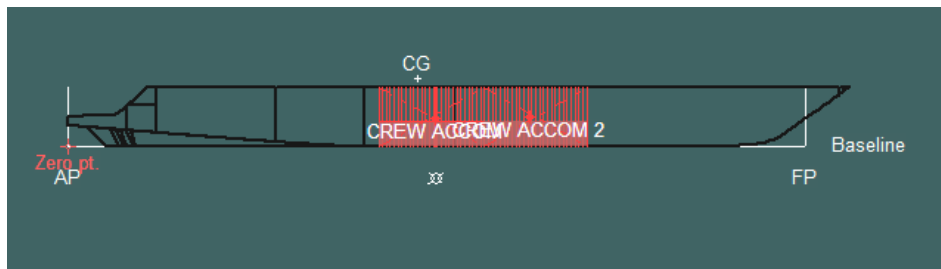 CG
CREW ACCOM
CREW ACCOM 2
Baseline
Zero pt.
AP
FP